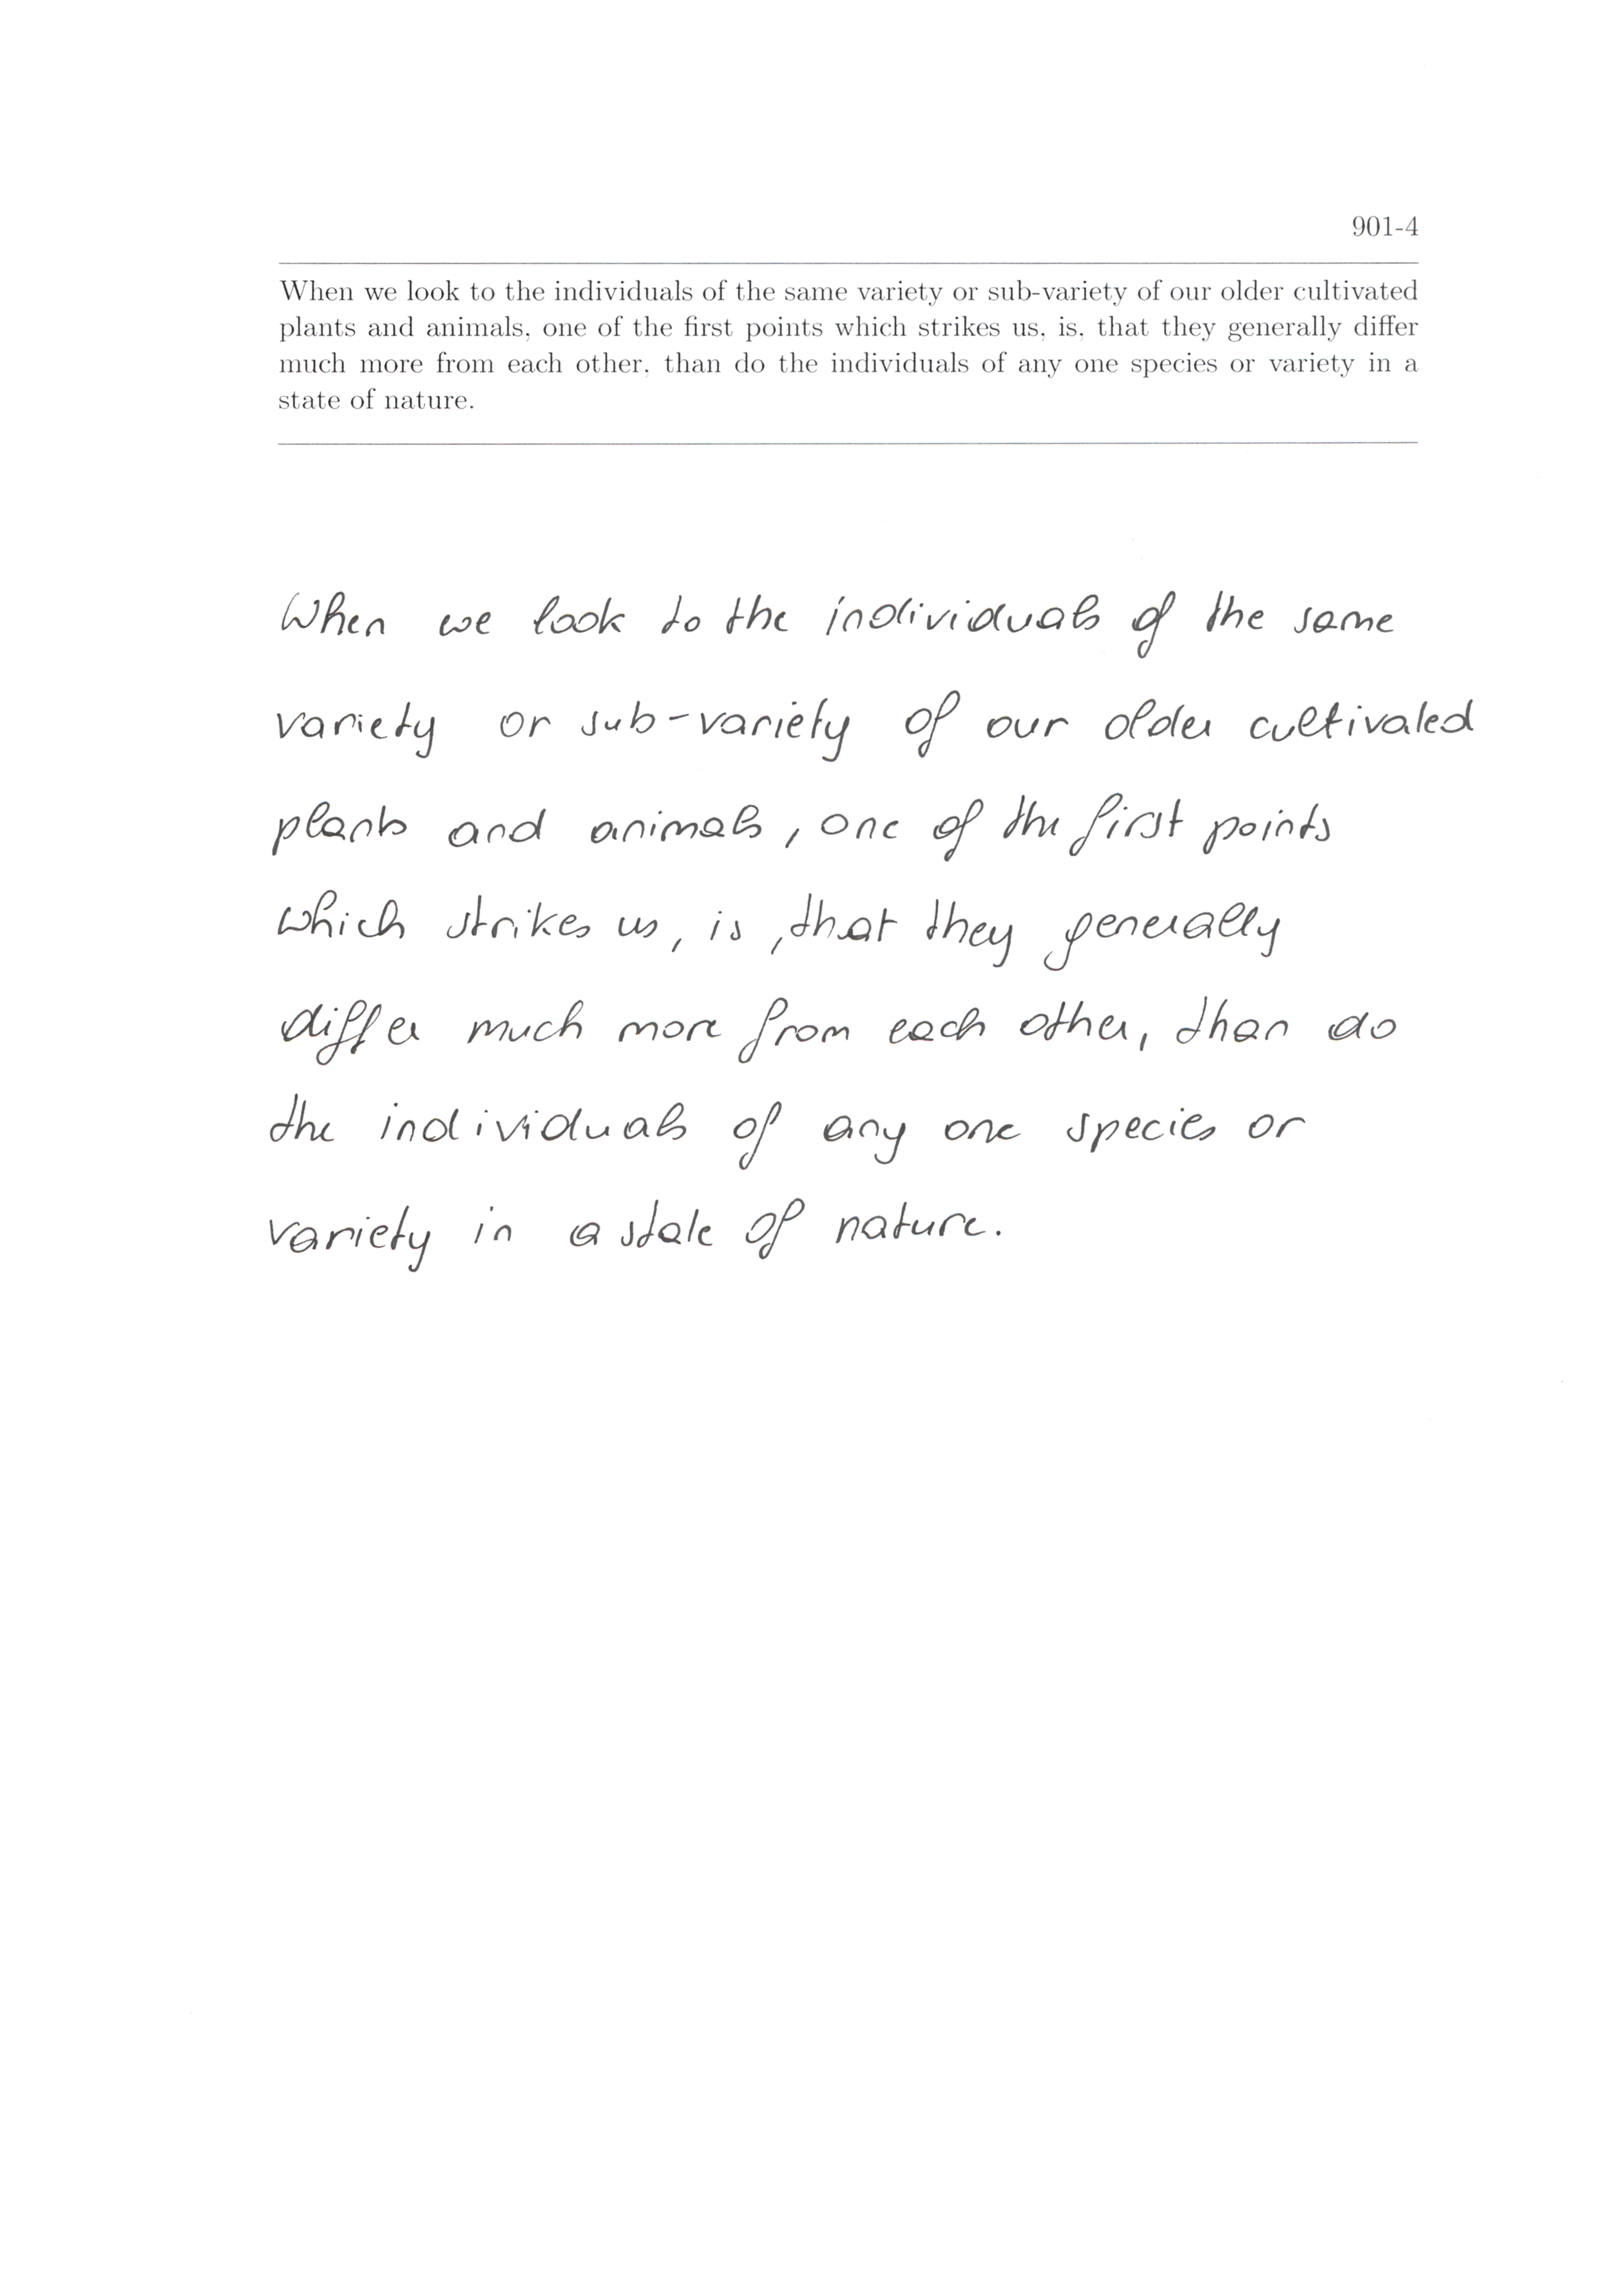 901-4
When we look to the individuals of the same variety or sub-variety of our older cultivated
plants and animals, one of the first points which strikes us, is, that they generally differ
much more from each other, than do the individuals of any one species or variety in a
state of nature.
When we look to the individuals of the same
variety or sub-variety of our older cultivated
plants and animals, one of the first points
which strikes us, is, that they generally
differ much more from each other, than do
the individuals of any one species or
variety in a state of nature.